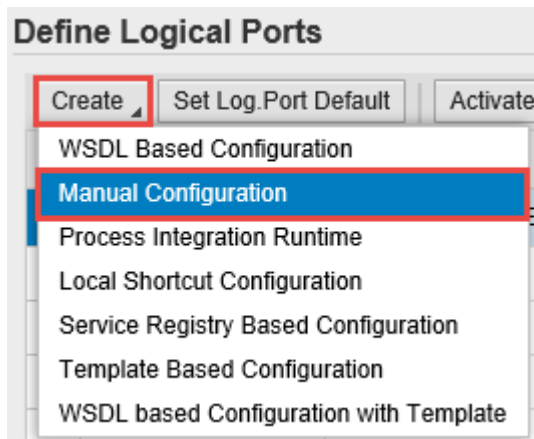 Define Logical Ports
Create Set Log.Port Default Activate
WSDL Based Configuration
Manual Configuration
Process Integration Runtime
Local Shortcut Configuration
Service Registry Based Configuration
Template Based Configuration
WSDL based Configuration with Template